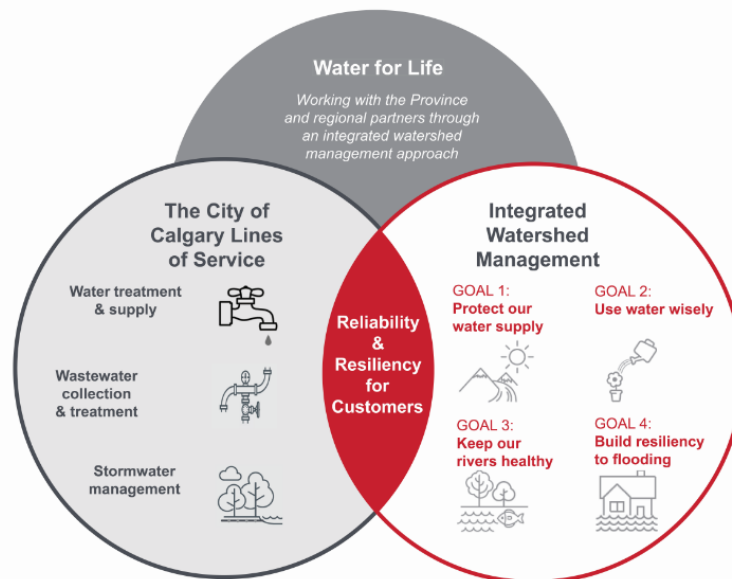 Water for Life
Working with the Province
and regional partners through
an integrated watershed
management approach
The City of
Calgary Lines
of Service
Water treatment
& supply
Wastewater
collection
& treatment
Stormwater
management
Reliability
&
Resiliency
for
Customers
Integrated
Watershed
Management
GOAL 1:
Protect our
water supply
GOAL 2:
Use water wisely
GOAL 3:
Keep our
rivers healthy
GOAL 4:
Build resiliency
to flooding